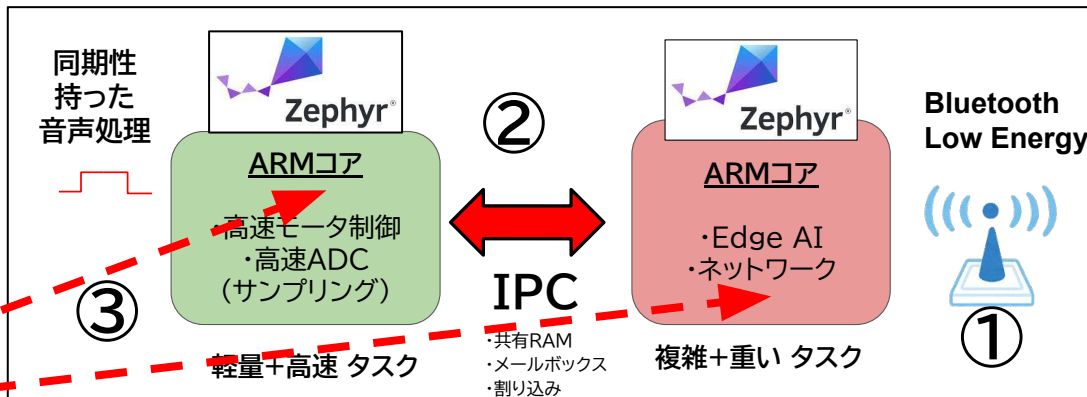 同期性
持った
音声処理
Zephyr®
ARMコア
・高速モータ制御
・高速ADC
(サンプリング)
軽量+高速 タスク
③
②
IPC
・共有RAM
・メールボックス
・割り込み
Zephyr®
ARMコア
・Edge AI
・ネットワーク
複雑+重い タスク
Bluetooth
Low Energy
①